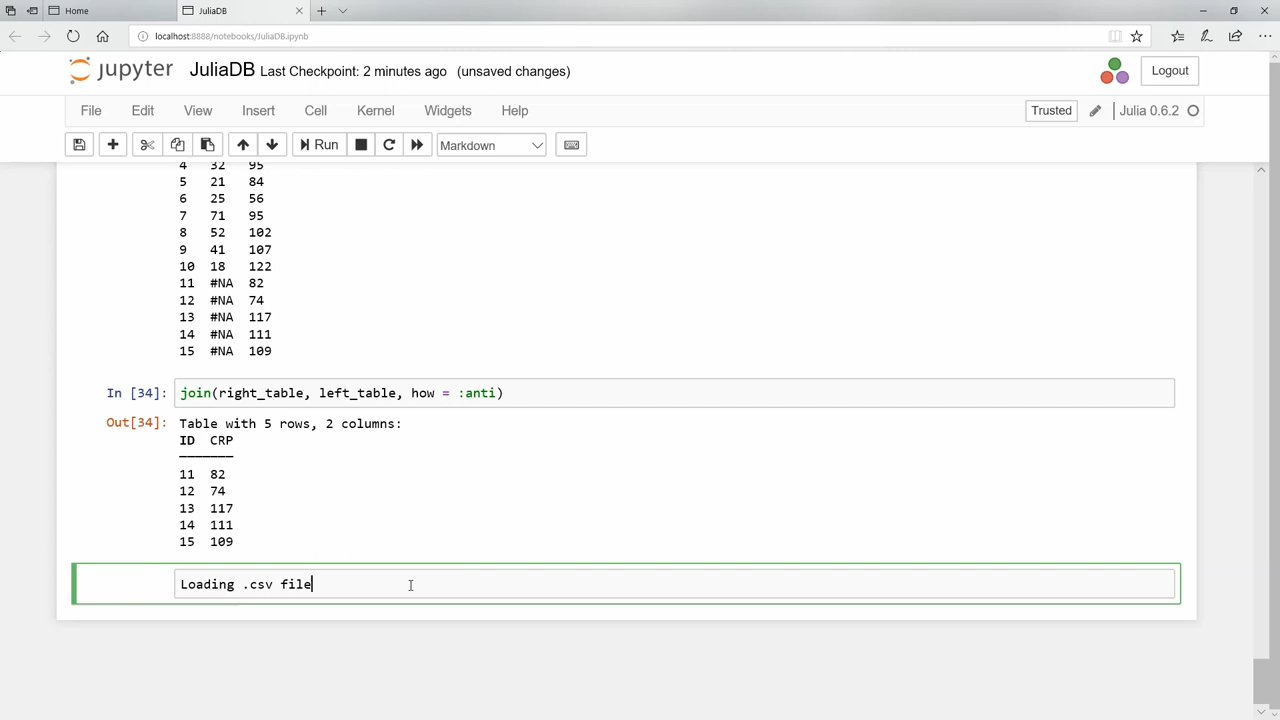 Home
JuliaDB
localhost:8888/notebooks/JuliaDB.ipynb
jupyter JuliaDB Last Checkpoint: 2 minutes ago (unsaved changes)
Logout
File Edit View Insert Cell Kernel Widgets Help
Trusted Julia 0.6.2
Run Markdown
4 32 95
5 21 84
6 25 56
7 71 95
8 52 102
9 41 107
10 18 122
11 #NA 82
12 #NA 74
13 #NA 117
14 #NA 111
15 #NA 109
In [34]: join(right_table, left_table, how = :anti)
Out[34]: Table with 5 rows, 2 columns:
ID CRP
11 82
12 74
13 117
14 111
15 109
Loading .csv file